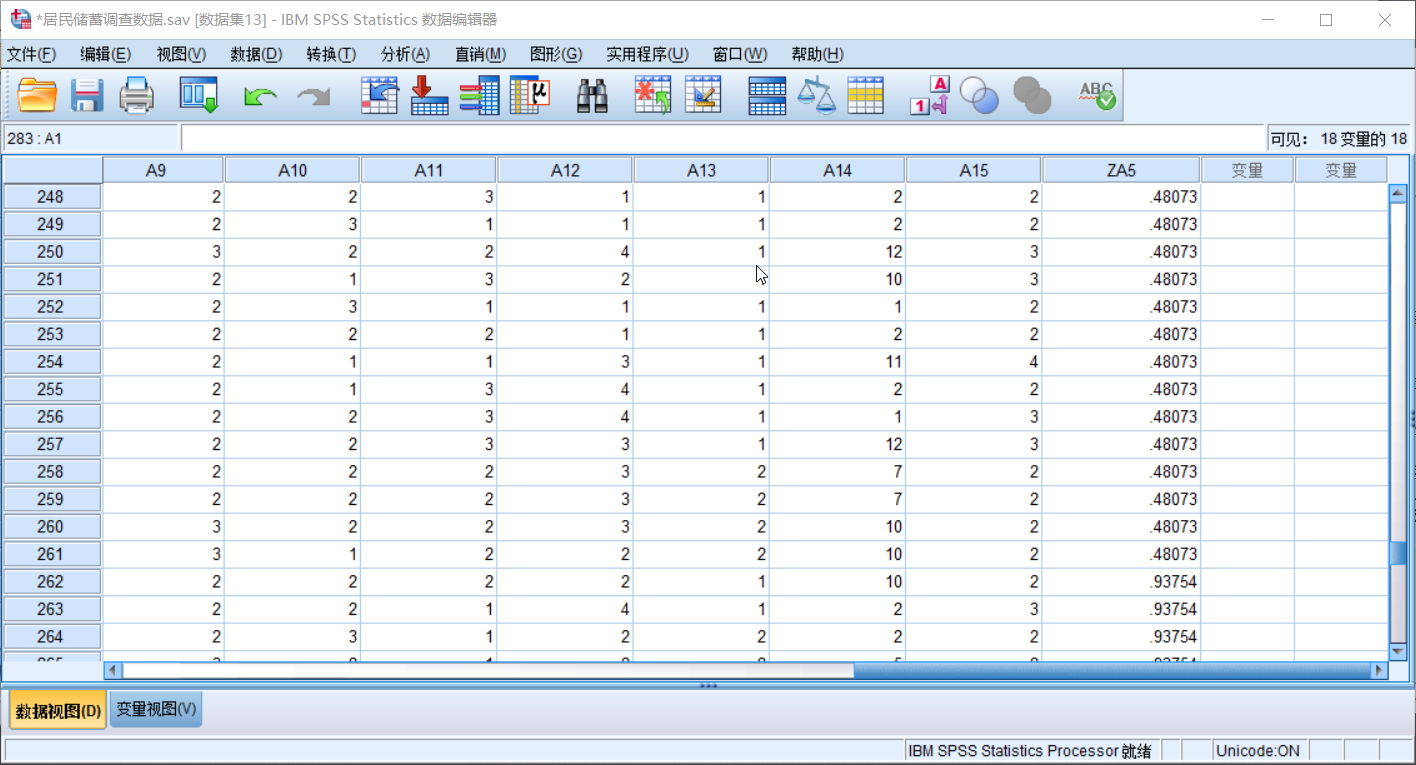 *居民储蓄调查数据.sav [数据集13] - IBM SPSS Statistics 数据编辑器
文件(F) 编辑(E) 视图(V) 数据(D) 转换(T) 分析(A) 直销(M) 图形(G) 实用程序(U) 窗口(W) 帮助(H)
μ A 1 ABC
283 : A1 可见： 18 变量的 18
A9 A10 A11 A12 A13 A14 A15 ZA5 变量 变量
248 2 2 3 1 1 2 2 .48073
249 2 3 1 1 1 2 2 .48073
250 3 2 2 4 1 12 3 .48073
251 2 1 3 2 1 10 3 .48073
252 2 3 1 1 1 1 2 .48073
253 2 2 2 1 1 2 2 .48073
254 2 1 1 3 1 11 4 .48073
255 2 1 3 4 1 2 2 .48073
256 2 2 3 4 1 1 3 .48073
257 2 2 3 3 1 12 3 .48073
258 2 2 2 3 2 7 2 .48073
259 2 2 2 3 2 7 2 .48073
260 3 2 2 3 2 10 2 .48073
261 3 1 2 2 2 10 2 .48073
262 2 2 2 2 1 10 2 .93754
263 2 2 1 4 1 2 3 .93754
264 2 3 1 2 2 2 2 .93754
数据视图(D) 变量视图(V)
IBM SPSS Statistics Processor 就绪 Unicode:ON